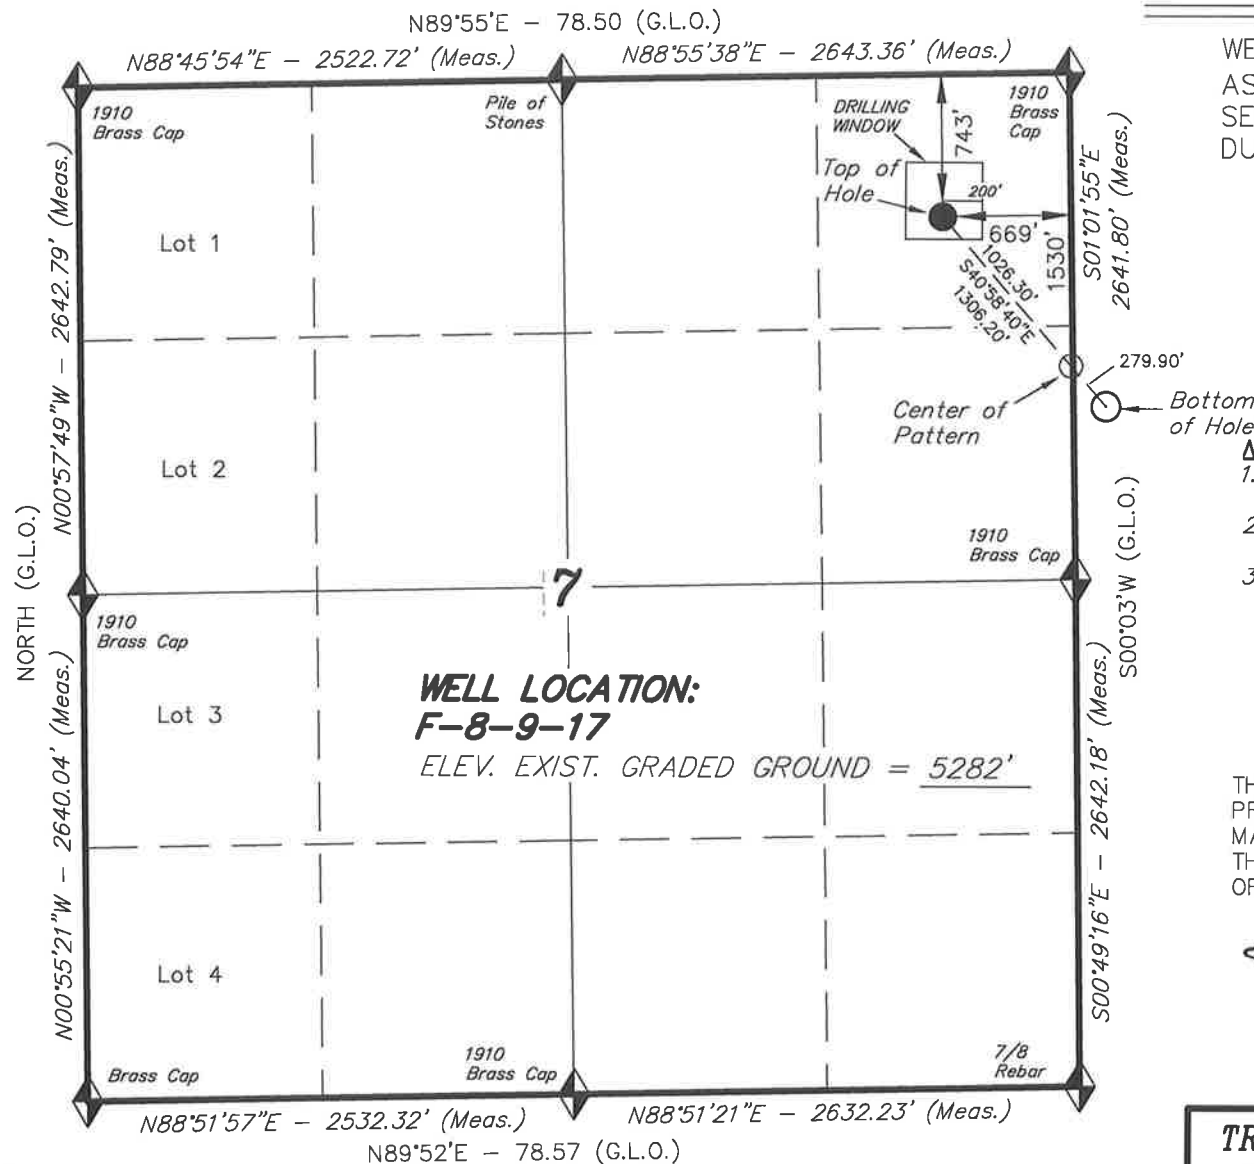 N89°55'E - 78.50 (G.L.O.)
N88°45'54"E - 2522.72' (Meas.)
N88°55'38"E - 2643.36' (Meas.)
1910
Brass Cap
Pile of
Stones
DRILLING
WINDOW
743'
1910
Brass
Cap
Top of
Hole
200'
669'
1530'
S01°01'55"E
2641.80' (Meas.)
1026.30'
S40°58'40"E
1306.20'
279.90'
Center of
Pattern
Bottom
of Hole
Lot 1
N00°57'49"W - 2642.79' (Meas.)
Lot 2
NORTH (G.L.O.)
1910
Brass Cap
1910
Brass Cap
S00°03'W (G.L.O.)
7
WELL LOCATION:
F-8-9-17
ELEV. EXIST. GRADED GROUND = 5282'
Lot 3
N00°55'21"W - 2640.04' (Meas.)
S00°49'16"E - 2642.18' (Meas.)
Lot 4
Brass Cap
1910
Brass Cap
7/8
Rebar
N88°51'57"E - 2532.32' (Meas.)
N88°51'21"E - 2632.23' (Meas.)
N89°52'E - 78.57 (G.L.O.)
WE
AS
SE
DU
1.
2
3
TH
PR
MA
TH
OF
TR